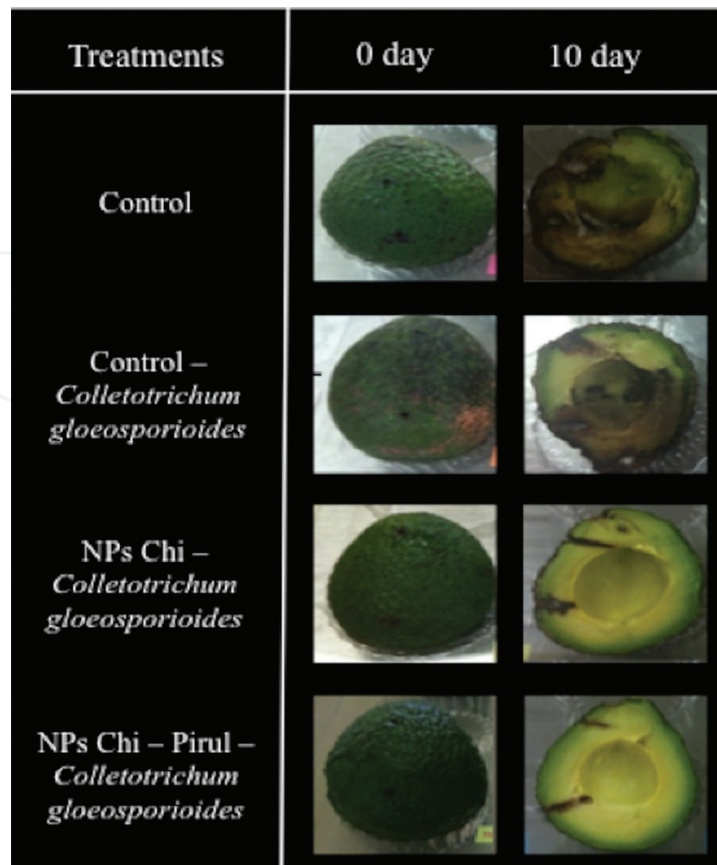 Treatments 0 day 10 day
Control
Control –
Colletotrichum
gloeosporioides
NPs Chi –
Colletotrichum
gloeosporioides
NPs Chi – Pirul –
Colletotrichum
gloeosporioides